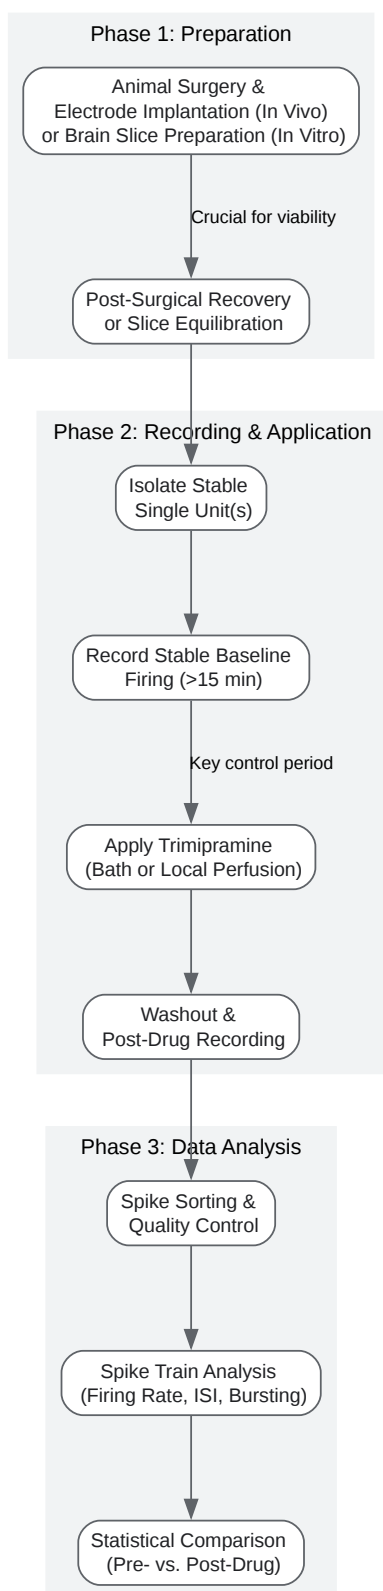 Phase 1: Preparation
Animal Surgery &
Electrode Implantation (In Vivo)
or Brain Slice Preparation (In Vitro)
Crucial for viability
Post-Surgical Recovery
or Slice Equilibration
Phase 2: Recording & Application
Isolate Stable
Single Unit(s)
Record Stable Baseline
Firing (>15 min)
Key control period
Apply Trimipramine
(Bath or Local Perfusion)
Washout &
Post-Drug Recording
Phase 3: Data Analysis
Spike Sorting &
Quality Control
Spike Train Analysis
(Firing Rate, ISI, Bursting)
Statistical Comparison
(Pre- vs. Post-Drug)